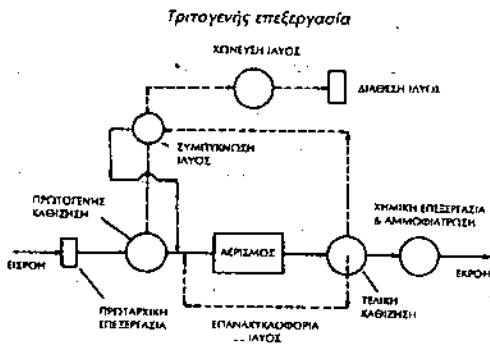 Τριτογενής επεξεργασία
ΧΩΝΕΥΣΗ ΙΛΥΟΣ
ΔΙΑΘΕΣΗ ΙΛΥΟΣ
ΣΥΜΠΥΚΝΩΣΗ
ΙΛΥΟΣ
ΠΡΩΤΟΓΕΝΗΣ
ΚΑΘΙΖΗΣΗ
ΧΗΜΙΚΗ ΕΠΕΞΕΡΓΑΣΙΑ
& ΑΜΜΟΦΙΛΤΡΩΣΗ
ΑΕΡΙΣΜΟΣ
ΕΙΣΡΟΗ
ΕΚΡΟΗ
ΤΕΛΙΚΗ
ΚΑΘΙΖΗΣΗ
ΠΡΩΤΑΡΧΙΚΗ
ΕΠΕΞΕΡΓΑΣΙΑ
ΕΠΑΝΑΚΥΚΛΟΦΟΡΙΑ
ΙΛΥΟΣ